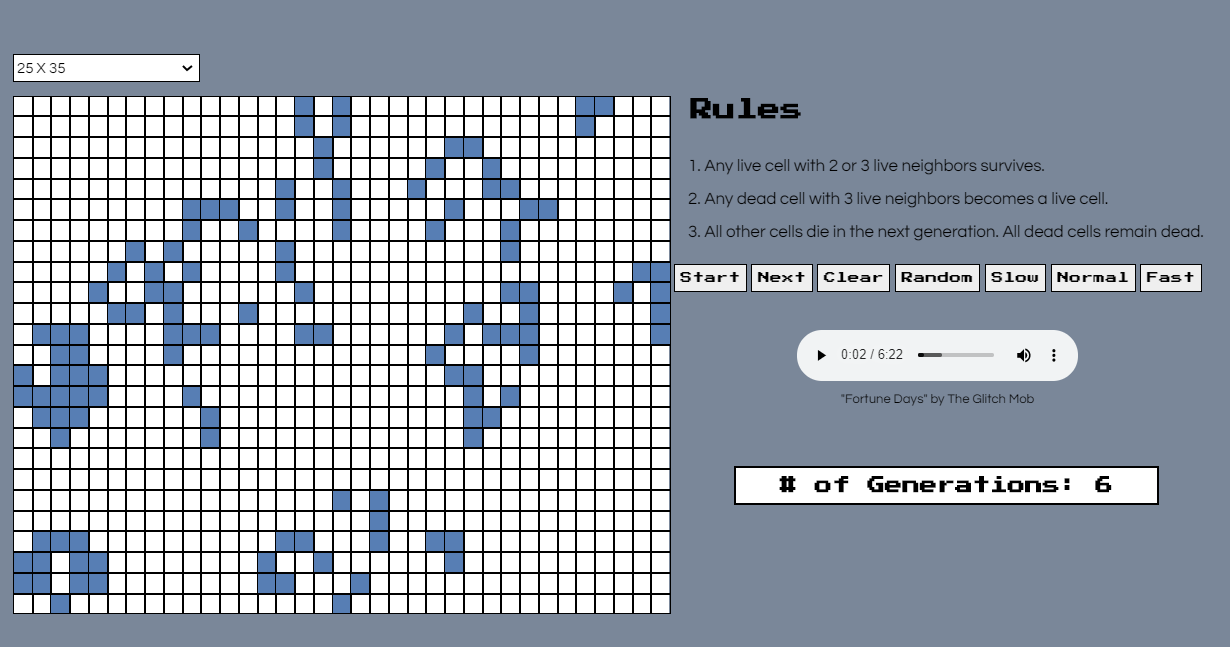 25 X 35
Rules
1. Any live cell with 2 or 3 live neighbors survives.
2. Any dead cell with 3 live neighbors becomes a live cell.
3. All other cells die in the next generation. All dead cells remain dead.
Start Next Clear Random Slow Normal Fast
0:02 / 6:22
"Fortune Days" by The Glitch Mob
# of Generations: 6